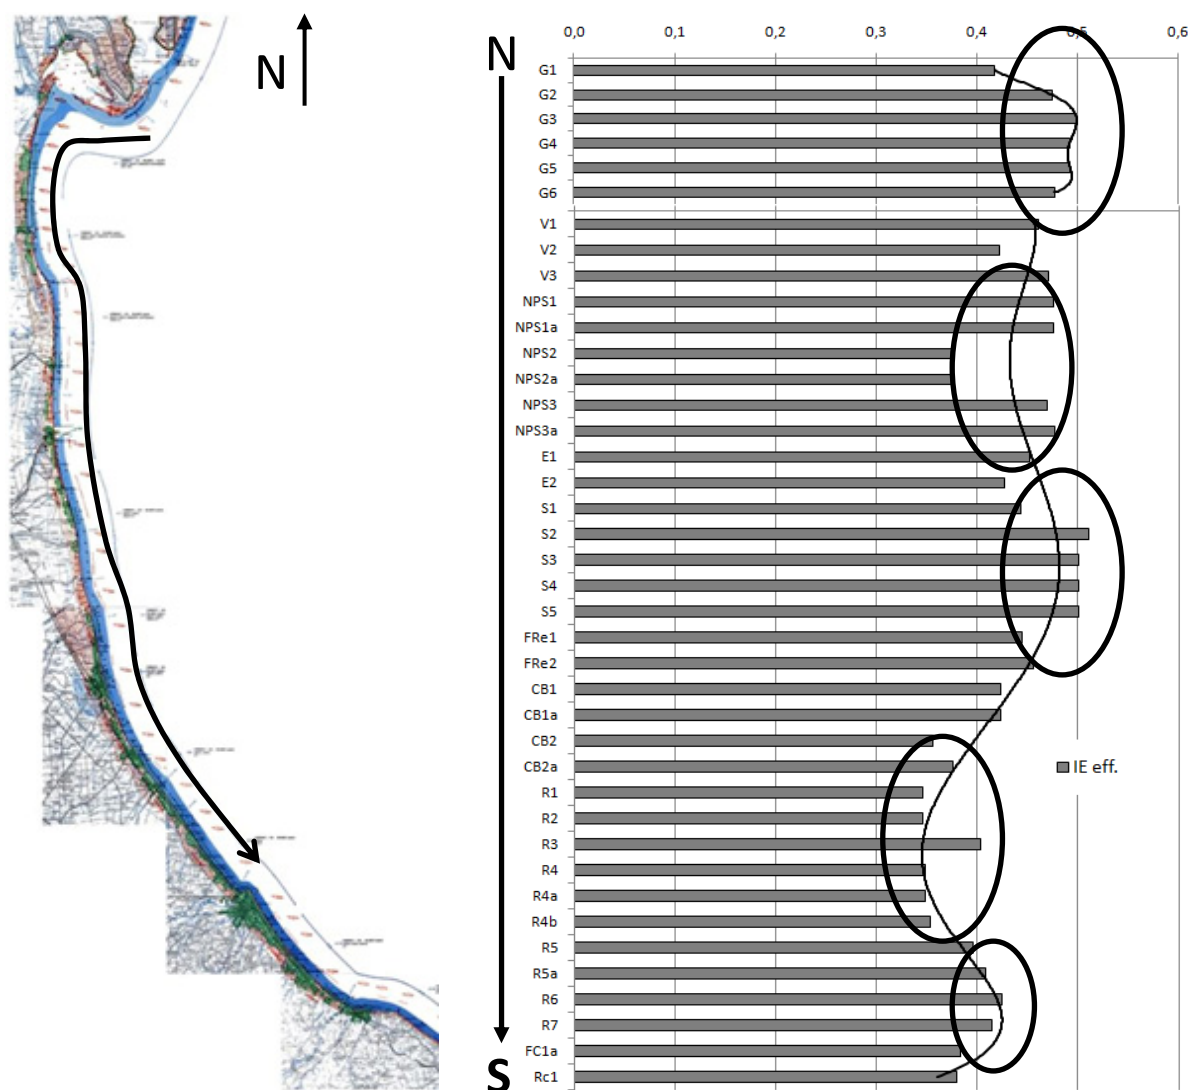 N
N
0,0 0,1 0,2 0,3 0,4 0,5 0,6
G1
G2
G3
G4
G5
G6
V1
V2
V3
NPS1
NPS1a
NPS2
NPS2a
NPS3
NPS3a
E1
E2
S1
S2
S3
S4
S5
FRe1
FRe2
CB1
CB1a
CB2
CB2a
IE eff.
R1
R2
R3
R4
R4a
R4b
R5
R5a
R6
R7
FC1a
Rc1
S